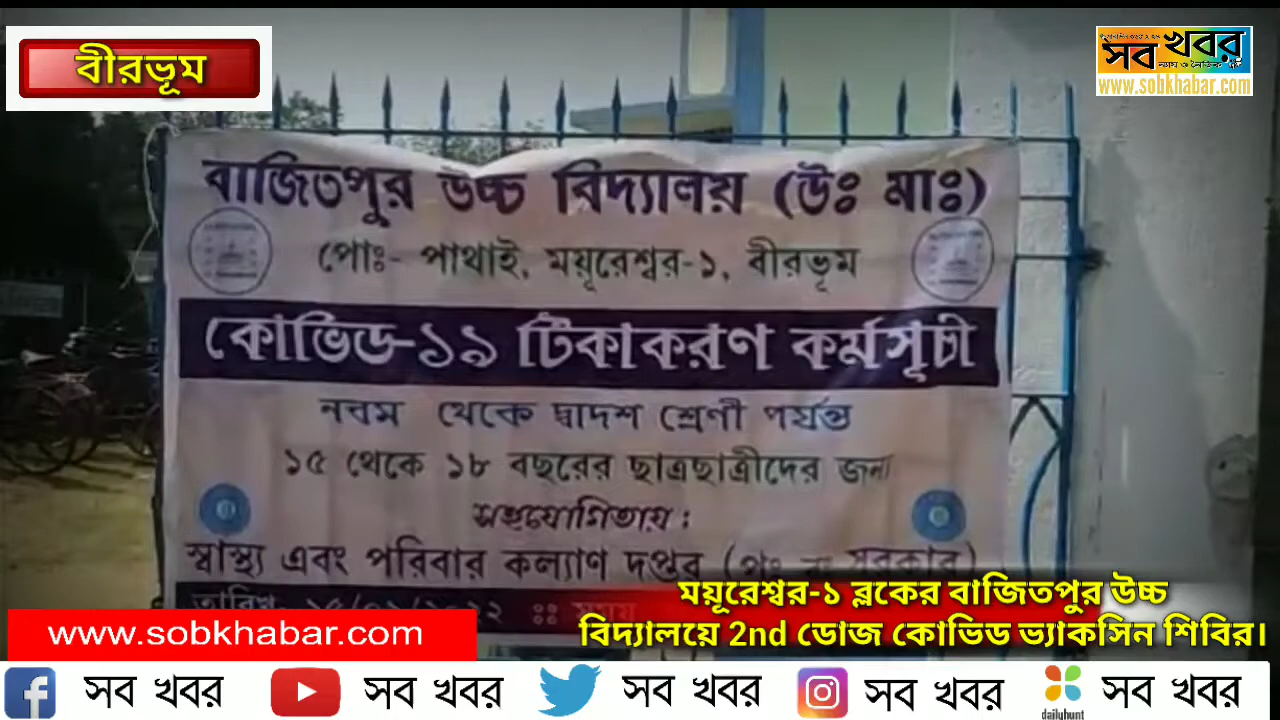 বীরভূম
সব খবর
www.sobkhabar.com
বাজিতপুর উচ্চ বিদ্যালয় (উঃ মাঃ)
পোঃ- পাথাই, ময়ূরেশ্বর-১, বীরভূম
কোভিড-১৯ টিকাকরণ কর্মসূচী
নবম থেকে দ্বাদশ শ্রেণী পর্যন্ত
১৫ থেকে ১৮ বছরের ছাত্রছাত্রীদের জন্য
সহযোগিতায় :
স্বাস্থ্য এবং পরিবার কল্যাণ দপ্তর
তারিখ
ময়ূরেশ্বর-১ ব্লকের বাজিতপুর উচ্চ
বিদ্যালয়ে 2nd ডোজ কোভিড ভ্যাকসিন শিবির।
www.sobkhabar.com
সব খবর সব খবর সব খবর সব খবর সব খবর
dailyhunt